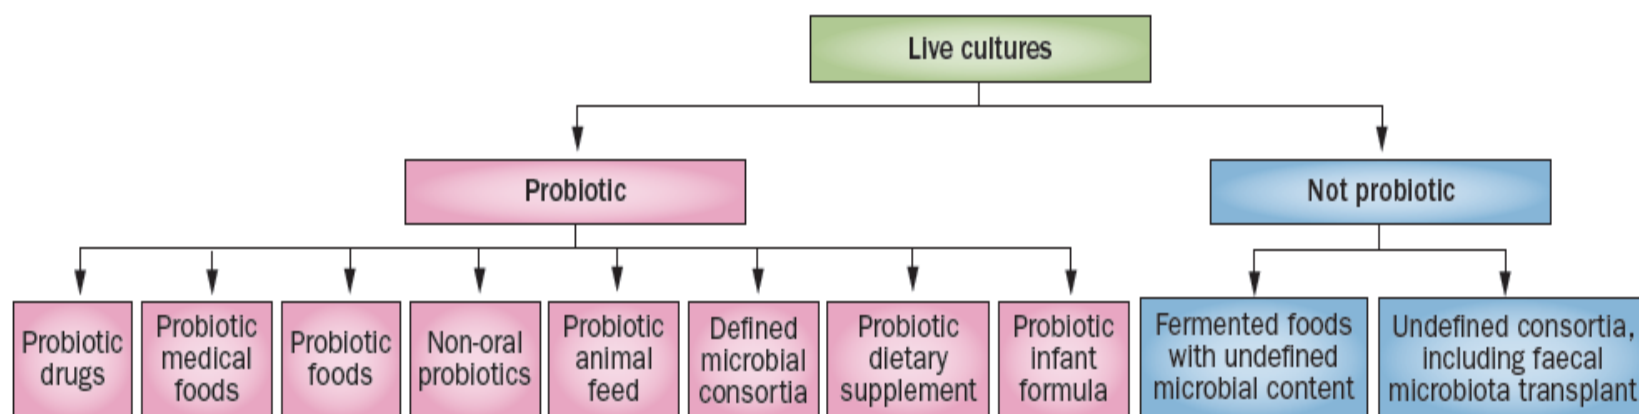 Live cultures
Probiotic
Not probiotic
Probiotic
drugs
Probiotic
medical
foods
Probiotic
foods
Non-oral
probiotics
Probiotic
animal
feed
Defined
microbial
consortia
Probiotic
dietary
supplement
Probiotic
infant
formula
Fermented foods
with undefined
microbial content
Undefined consortia,
including faecal
microbiota transplant